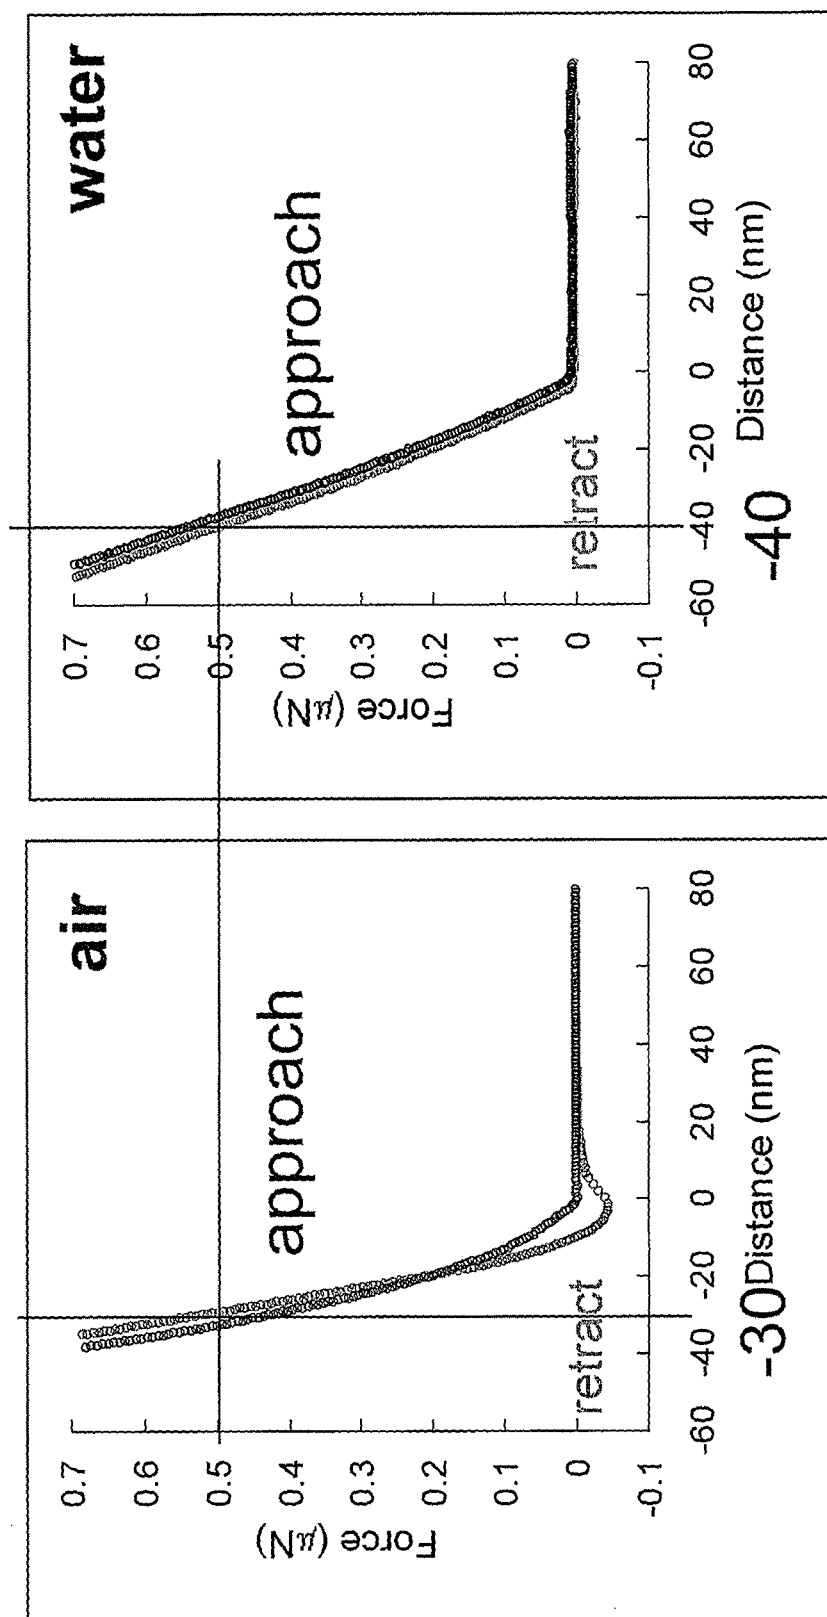 air
approach
retract
0.7
0.6
0.5
0.4
0.3
0.2
0.1
0
-0.1
Force (μN)
-60 -40 -20 0 20 40 60 80
-30 Distance (nm)
water
approach
retract
0.7
0.6
0.5
0.4
0.3
0.2
0.1
0
-0.1
Force (μN)
-60 -40 -20 0 20 40 60 80
Distance (nm)
-40